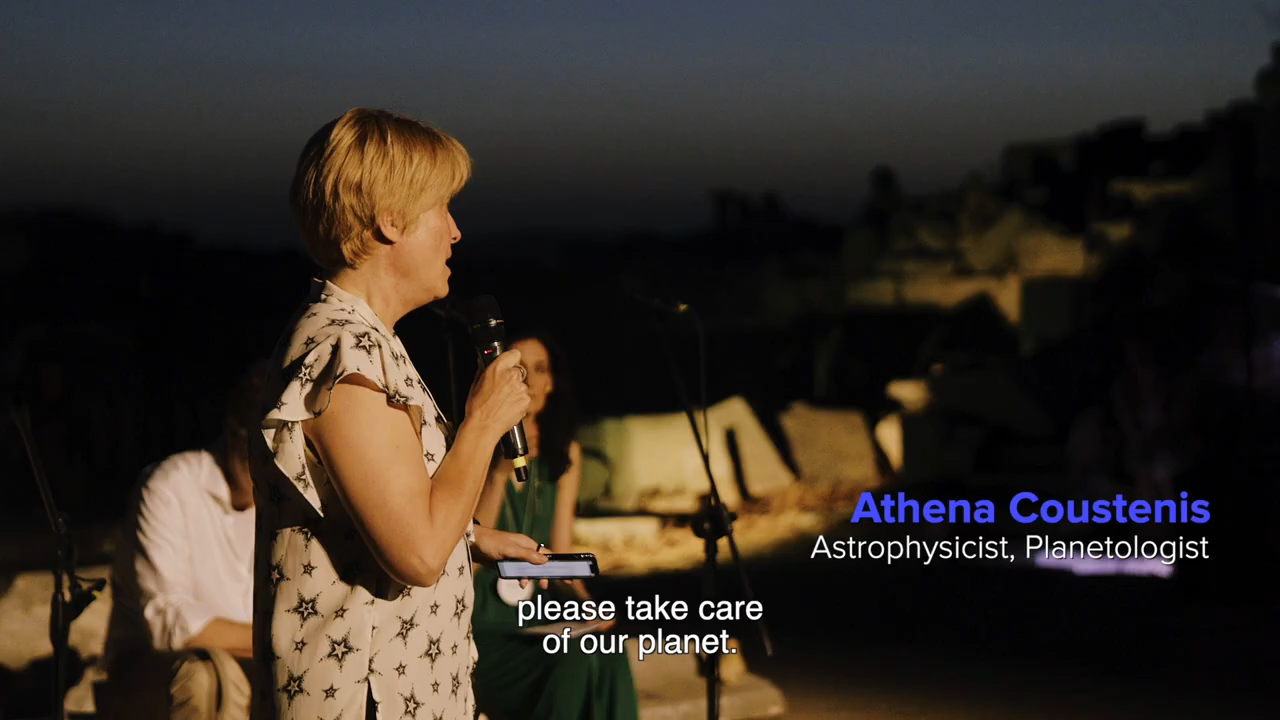 Athena Coustenis
Astrophysicist, Planetologist
please take care
of our planet.